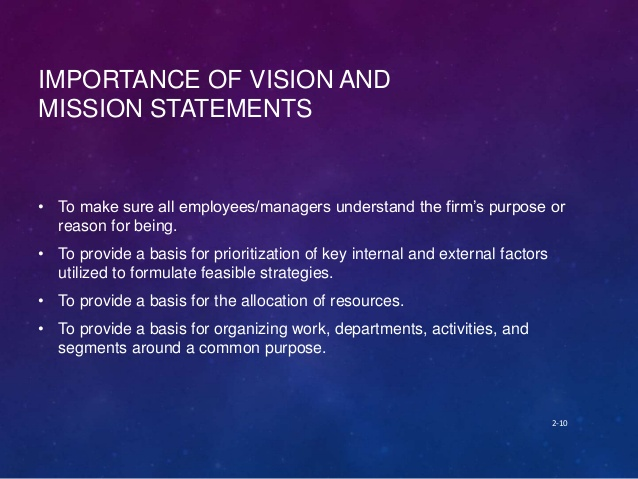 IMPORTANCE OF VISION AND
MISSION STATEMENTS
• To make sure all employees/managers understand the firm’s purpose or
reason for being.
• To provide a basis for prioritization of key internal and external factors
utilized to formulate feasible strategies.
• To provide a basis for the allocation of resources.
• To provide a basis for organizing work, departments, activities, and
segments around a common purpose.
2-10